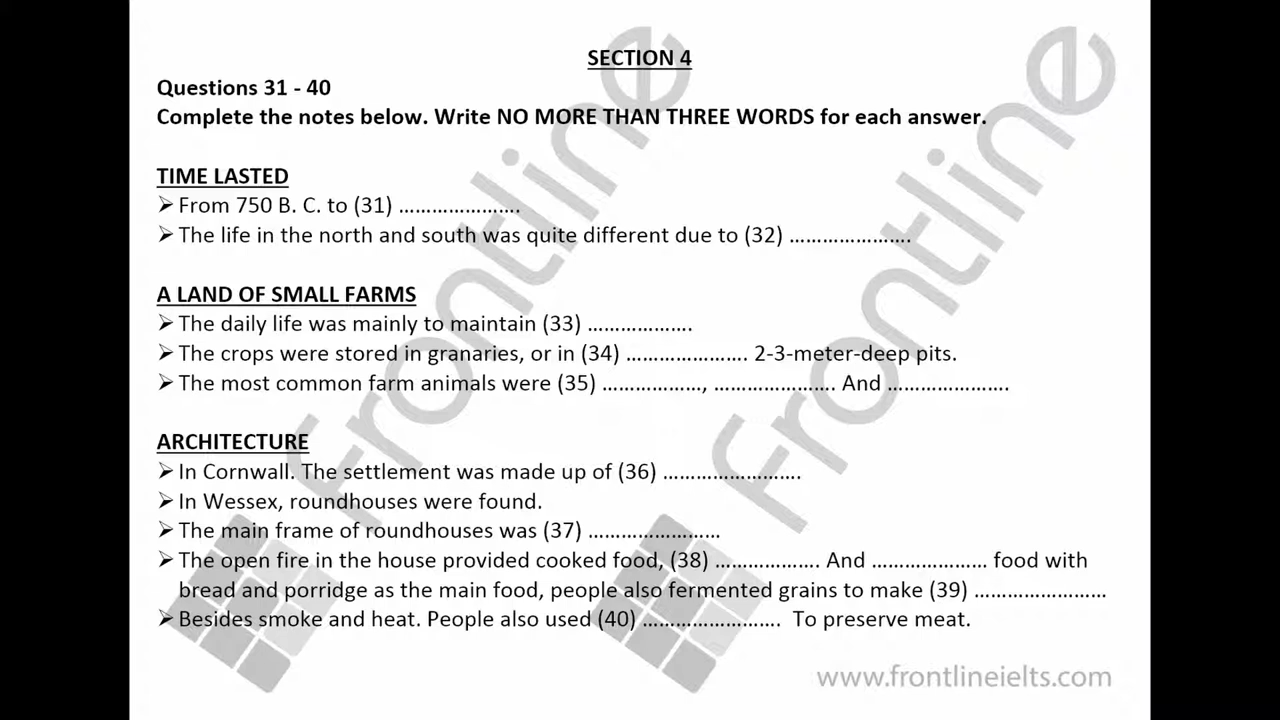 SECTION 4
Questions 31 - 40
Complete the notes below. Write NO MORE THAN THREE WORDS for each answer.
TIME LASTED
➢ From 750 B. C. to (31) ………………….
➢ The life in the north and south was quite different due to (32) ………………….
A LAND OF SMALL FARMS
➢ The daily life was mainly to maintain (33) ……………….
➢ The crops were stored in granaries, or in (34) …………………. 2-3-meter-deep pits.
➢ The most common farm animals were (35) ………………, …………………. And ………………….
ARCHITECTURE
➢ In Cornwall. The settlement was made up of (36) …………………….
➢ In Wessex, roundhouses were found.
➢ The main frame of roundhouses was (37) ……………………
➢ The open fire in the house provided cooked food, (38) ………………. And ………………… food with
bread and porridge as the main food, people also fermented grains to make (39) ……………………
➢ Besides smoke and heat. People also used (40) ……………………. To preserve meat.
frontline
frontline
www.frontlineielts.com